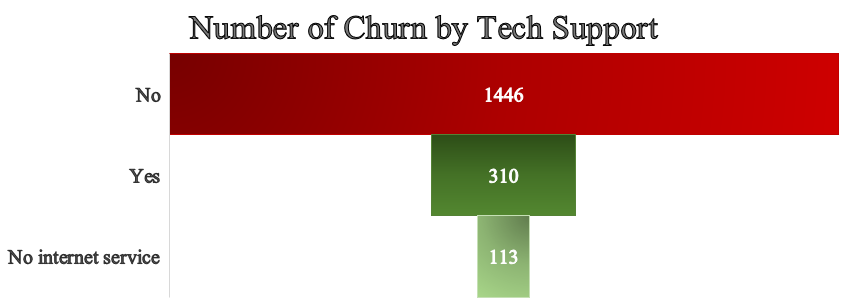 Number of Churn by Tech Support
No
1446
Yes
310
No internet service
113